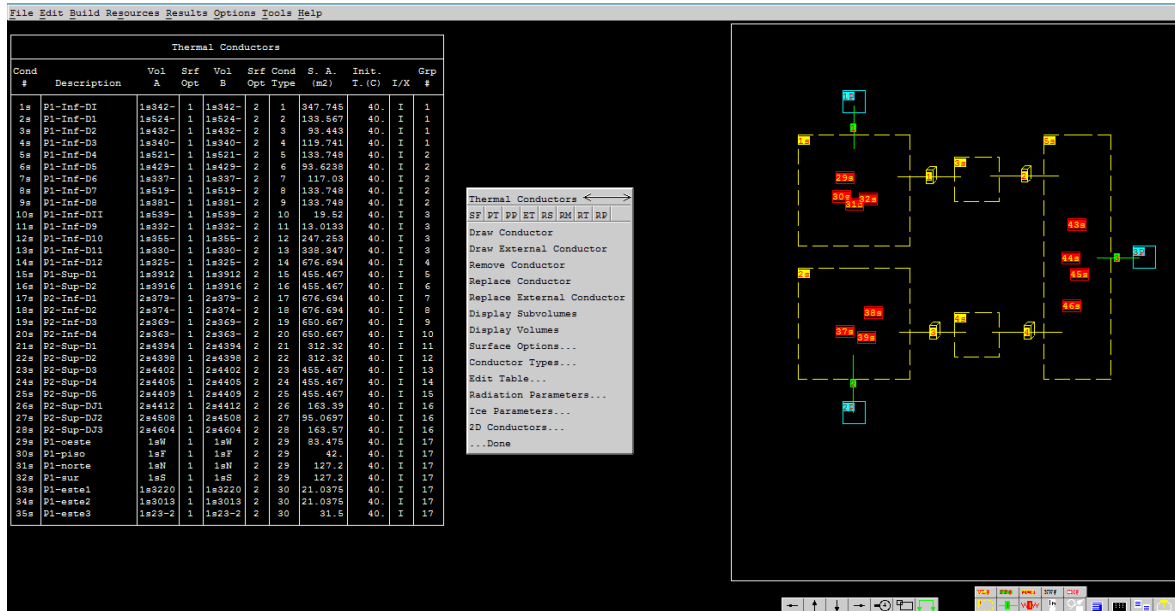 File Edit Build Resources Results Options Tools Help
Thermal Conductors
Cond Vol Srf Vol Srf Cond S. A. Init. Grp
# Description A Opt B Opt Type (m2) T.(C) I/X #
1s P1-Inf-DI 1s342- 1 1s342- 2 1 347.745 40. I 1
2s P1-Inf-D1 1s524- 1 1s524- 2 2 133.567 40. I 1
3s P1-Inf-D2 1s432- 1 1s432- 2 3 93.443 40. I 1
4s P1-Inf-D3 1s340- 1 1s340- 2 4 119.741 40. I 1
5s P1-Inf-D4 1s521- 1 1s521- 2 5 133.748 40. I 2
6s P1-Inf-D5 1s429- 1 1s429- 2 6 93.6238 40. I 2
7s P1-Inf-D6 1s337- 1 1s337- 2 7 117.03 40. I 2
8s P1-Inf-D7 1s519- 1 1s519- 2 8 133.748 40. I 2
9s P1-Inf-D8 1s381- 1 1s381- 2 9 133.748 40. I 2
10s P1-Inf-DII 1s539- 1 1s539- 2 10 19.52 40. I 3
11s P1-Inf-D9 1s332- 1 1s332- 2 11 13.0133 40. I 3
12s P1-Inf-D10 1s355- 1 1s355- 2 12 247.253 40. I 3
13s P1-Inf-D11 1s330- 1 1s330- 2 13 338.347 40. I 3
14s P1-Inf-D12 1s325- 1 1s325- 2 14 676.694 40. I 4
15s P1-Sup-D1 1s3912 1 1s3912 2 15 455.467 40. I 5
16s P1-Sup-D2 1s3916 1 1s3916 2 16 455.467 40. I 6
17s P2-Inf-D1 2s379- 1 2s379- 2 17 676.694 40. I 7
18s P2-Inf-D2 2s374- 1 2s374- 2 18 676.694 40. I 8
19s P2-Inf-D3 2s369- 1 2s369- 2 19 650.667 40. I 9
20s P2-Inf-D4 2s363- 1 2s363- 2 20 650.667 40. I 10
21s P2-Sup-D1 2s4394 1 2s4394 2 21 312.32 40. I 11
22s P2-Sup-D2 2s4398 1 2s4398 2 22 312.32 40. I 12
23s P2-Sup-D3 2s4402 1 2s4402 2 23 455.467 40. I 13
24s P2-Sup-D4 2s4405 1 2s4405 2 24 455.467 40. I 14
25s P2-Sup-D5 2s4409 1 2s4409 2 25 455.467 40. I 15
26s P2-Sup-DJ1 2s4412 1 2s4412 2 26 163.39 40. I 16
27s P2-Sup-DJ2 2s4508 1 2s4508 2 27 95.0697 40. I 16
28s P2-Sup-DJ3 2s4604 1 2s4604 2 28 163.57 40. I 16
29s P1-oeste 1sW 1 1sW 2 29 83.475 40. I 17
30s P1-piso 1sF 1 1sF 2 29 42. 40. I 17
31s P1-norte 1sN 1 1sN 2 29 127.2 40. I 17
32s P1-sur 1sS 1 1sS 2 29 127.2 40. I 17
33s P1-este1 1s3220 1 1s3220 2 30 21.0375 40. I 17
34s P1-este2 1s3013 1 1s3013 2 30 21.0375 40. I 17
35s P1-este3 1s23-2 1 1s23-2 2 30 31.5 40. I 17
Thermal Conductors
SF PT PP ET RS RM RT RP
Draw Conductor
Draw External Conductor
Remove Conductor
Replace Conductor
Replace External Conductor
Display Subvolumes
Display Volumes
Surface Options...
Conductor Types...
Edit Table...
Radiation Parameters...
Ice Parameters...
2D Conductors...
...Done
1P
1
1s
3s
5s
29s
1
2
30s
31s
32s
43s
44s
3
3P
45s
2s
46s
38s
4s
37s
39s
3
4
2
2P